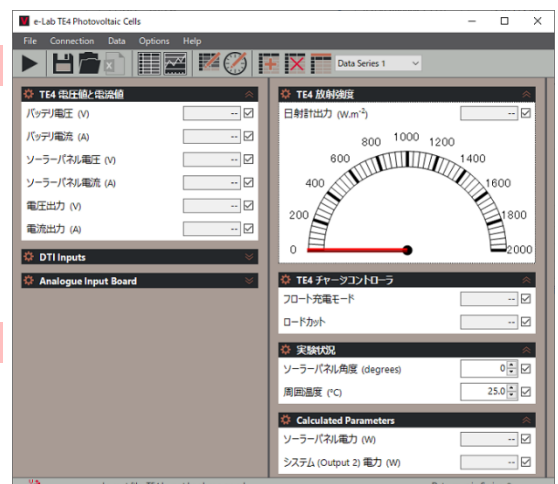 e-Lab TE4 Photovoltaic Cells
File Connection Data Options Help
Data Series 1
TE4 電圧値と電流値
バッテリ電圧 (V) --
バッテリ電流 (A) --
ソーラーパネル電圧 (V) --
ソーラーパネル電流 (A) --
電圧出力 (V) --
電流出力 (A) --
DTI Inputs
Analogue Input Board
TE4 放射強度
日射計出力 (W.m⁻²) --
0 200 400 600 800 1000 1200 1400 1600 1800 2000
TE4 チャージコントローラ
フロート充電モード --
ロードカット --
実験状況
ソーラーパネル角度 (degrees) 0
周囲温度 (°C) 25.0
Calculated Parameters
ソーラーパネル電力 (W) --
システム (Output 2) 電力 (W) --